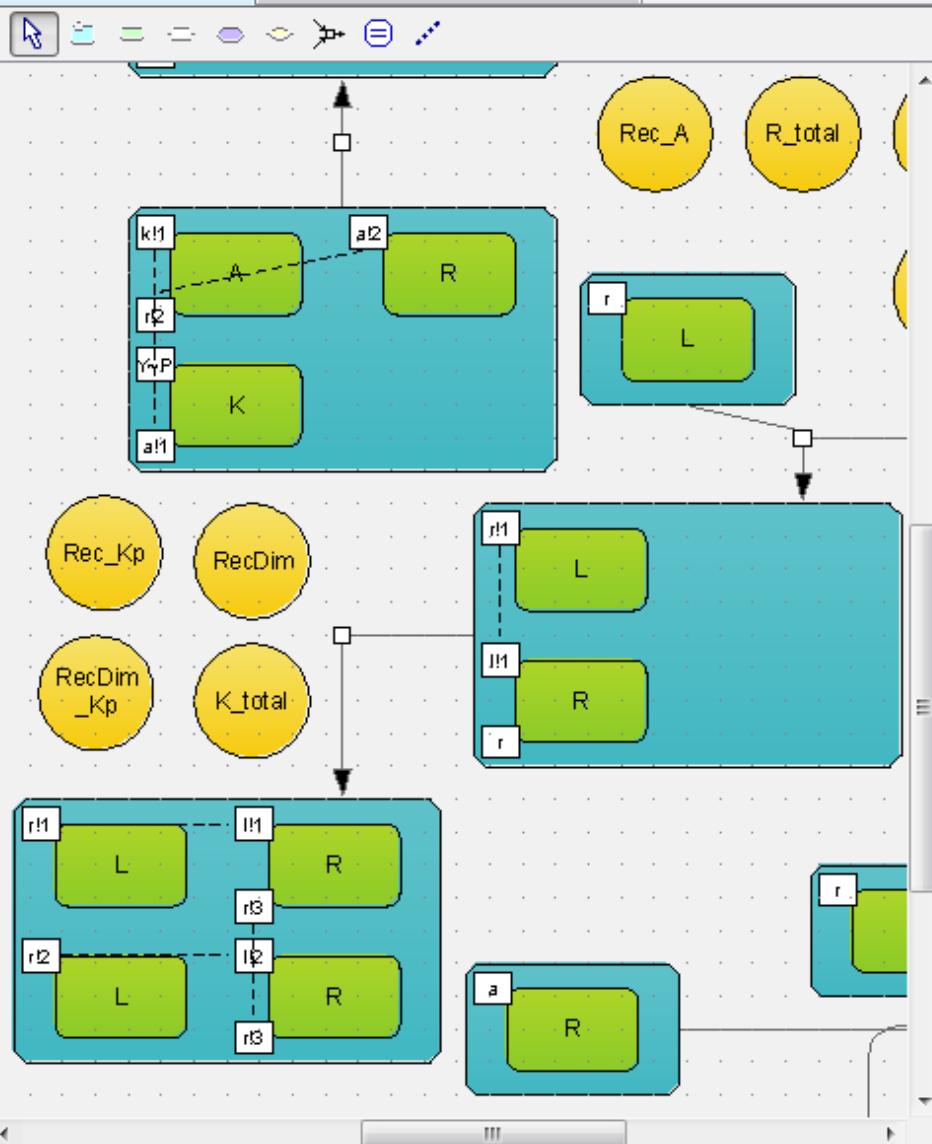 Rec_A
R_total
k!1
A
a!2
R
r!2
Y~P
K
a!1
r
L
Rec_Kp
RecDim
RecDim
_Kp
K_total
r!1
L
l!1
R
r
r!1
L
l!1
R
r!3
r!2
L
l!2
R
r!3
a
R
r